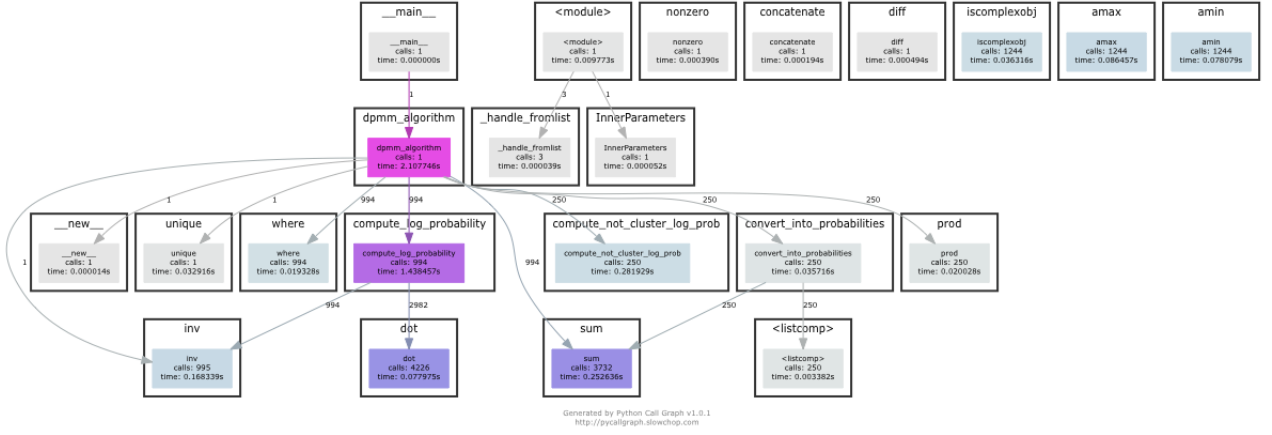 __main__
__main__
calls: 1
time: 0.000000s
<module>
<module>
calls: 1
time: 0.009773s
nonzero
nonzero
calls: 1
time: 0.000390s
concatenate
concatenate
calls: 1
time: 0.000194s
diff
diff
calls: 1
time: 0.000494s
iscomplexobj
iscomplexobj
calls: 1244
time: 0.036316s
amax
amax
calls: 1244
time: 0.086457s
amin
amin
calls: 1244
time: 0.078079s
1
3
1
dpmm_algorithm
dpmm_algorithm
calls: 1
time: 2.107746s
_handle_fromlist
_handle_fromlist
calls: 3
time: 0.000039s
InnerParameters
InnerParameters
calls: 1
time: 0.000052s
1
1
994
994
250
250
250
__new__
__new__
calls: 1
time: 0.000014s
unique
unique
calls: 1
time: 0.032916s
where
where
calls: 994
time: 0.019328s
compute_log_probability
compute_log_probability
calls: 994
time: 1.438457s
compute_not_cluster_log_prob
compute_not_cluster_log_prob
calls: 250
time: 0.281929s
convert_into_probabilities
convert_into_probabilities
calls: 250
time: 0.035716s
prod
prod
calls: 250
time: 0.020028s
1
994
994
2982
250
250
inv
inv
calls: 995
time: 0.168339s
dot
dot
calls: 4226
time: 0.077975s
sum
sum
calls: 3732
time: 0.252636s
<listcomp>
<listcomp>
calls: 250
time: 0.003382s
Generated by Python Call Graph v1.0.1
http://pycallgraph.slowchop.com